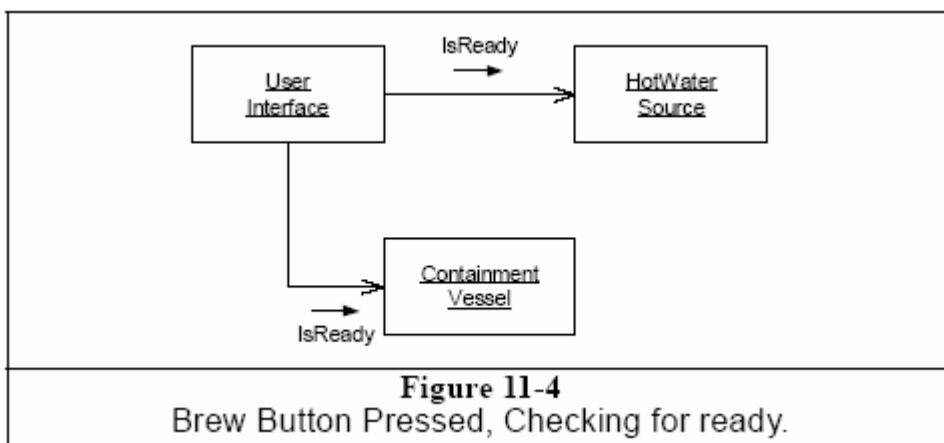 IsReady
User
Interface
HotWater
Source
Containment
Vessel
IsReady
Figure 11-4
Brew Button Pressed, Checking for ready.